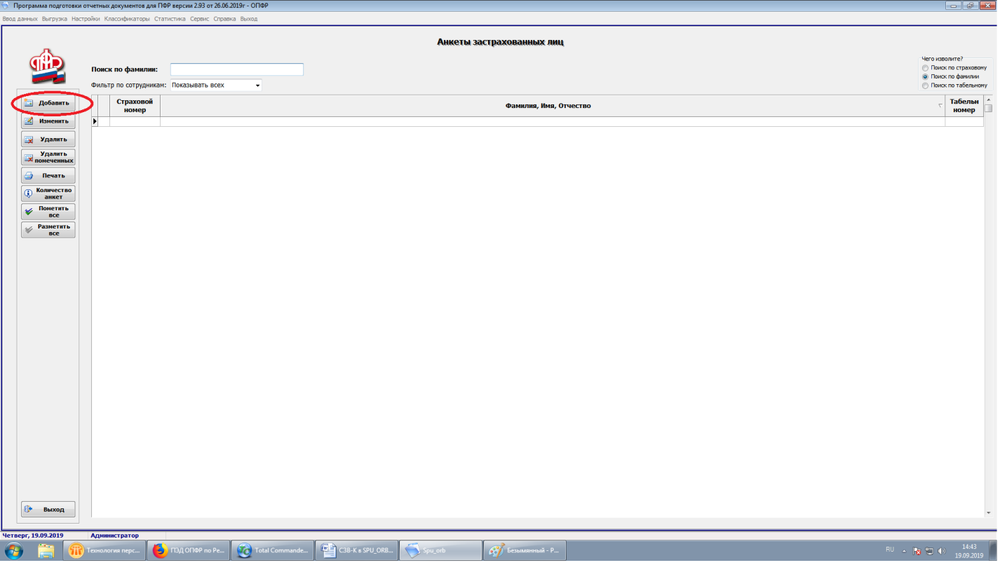 Программа подготовки отчетных документов для ПФР версии 2.93 от 26.06.2019г - ОПФР
Ввод данных Выгрузка Настройки Классификаторы Статистика Сервис Справка Выход
Анкеты застрахованных лиц
Чего изволите?
Поиск по страховому
Поиск по фамилии
Поиск по табельному
Поиск по фамилии:
Фильтр по сотрудникам: Показывать всех
Страховой
номер
Фамилия, Имя, Отчество
Табельн
номер
Добавить
Изменить
Удалить
Удалить
помеченных
Печать
Количество
анкет
Пометить
все
Разметить
все
Выход
Четверг, 19.09.2019 Администратор
Технология перс... ПЭД ОПФР по Ре... Total Commande... СЗВ-К в SPU_ORB... Spu_orb Безымянный - P...
RU
14:43
19.09.2019